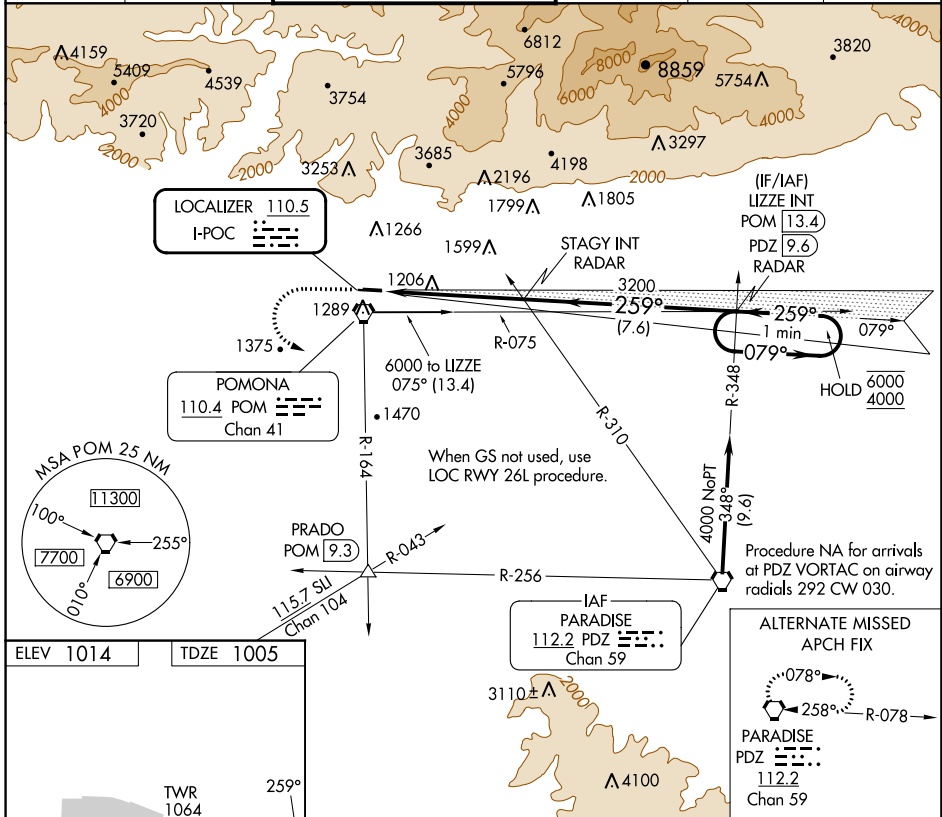 4159
5409
4539
4000
3720
2000
3754
2000
3253
6812
5796
4000
3685
2196
8000
8859
6000
5754
3820
4000
4000
3297
4198
2000
1799
1805
1266
1599
1206
1289
1375
1470
LOCALIZER 110.5
I-POC
STAGY INT
RADAR
(IF/IAF)
LIZZE INT
POM 13.4
PDZ 9.6
RADAR
3200
259°
(7.6)
259°
1 min
079°
079°
HOLD 6000
4000
R-075
6000 to LIZZE
075° (13.4)
R-348
R-310
POMONA
110.4 POM
Chan 41
R-164
When GS not used, use
LOC RWY 26L procedure.
4000 NoPT
348°
(9.6)
MSA POM 25 NM
11300
100°
255°
7700
6900
010°
PRADO
POM 9.3
R-043
R-256
115.7 SLI
Chan 104
Procedure NA for arrivals
at PDZ VORTAC on airway
radials 292 CW 030.
IAF
PARADISE
112.2 PDZ
Chan 59
3110±
2000
4100
ALTERNATE MISSED
APCH FIX
078°
258°
R-078
PARADISE
PDZ
112.2
Chan 59
ELEV 1014
TDZE 1005
TWR
1064
259°